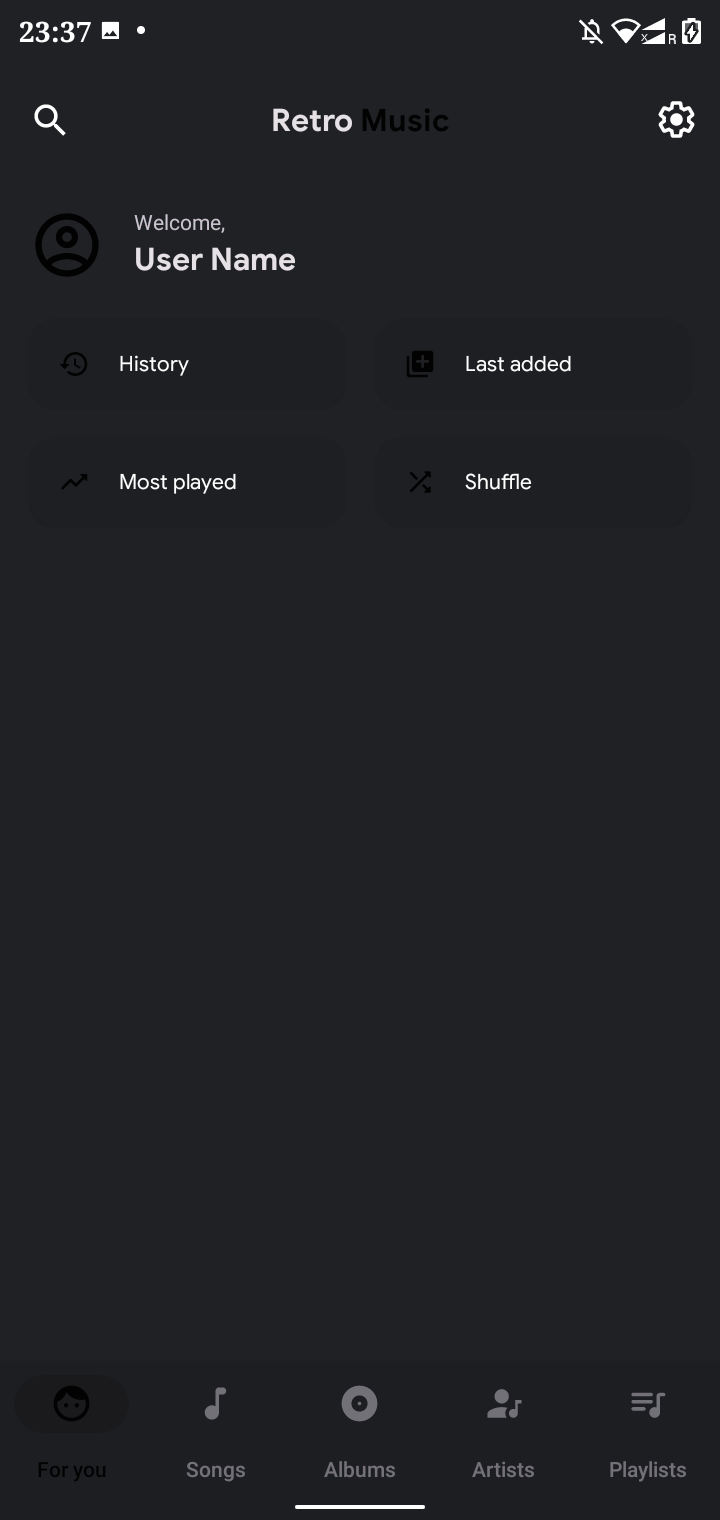 23:37
R
Retro Music
Welcome,
User Name
History
Last added
Most played
Shuffle
For you
Songs
Albums
Artists
Playlists